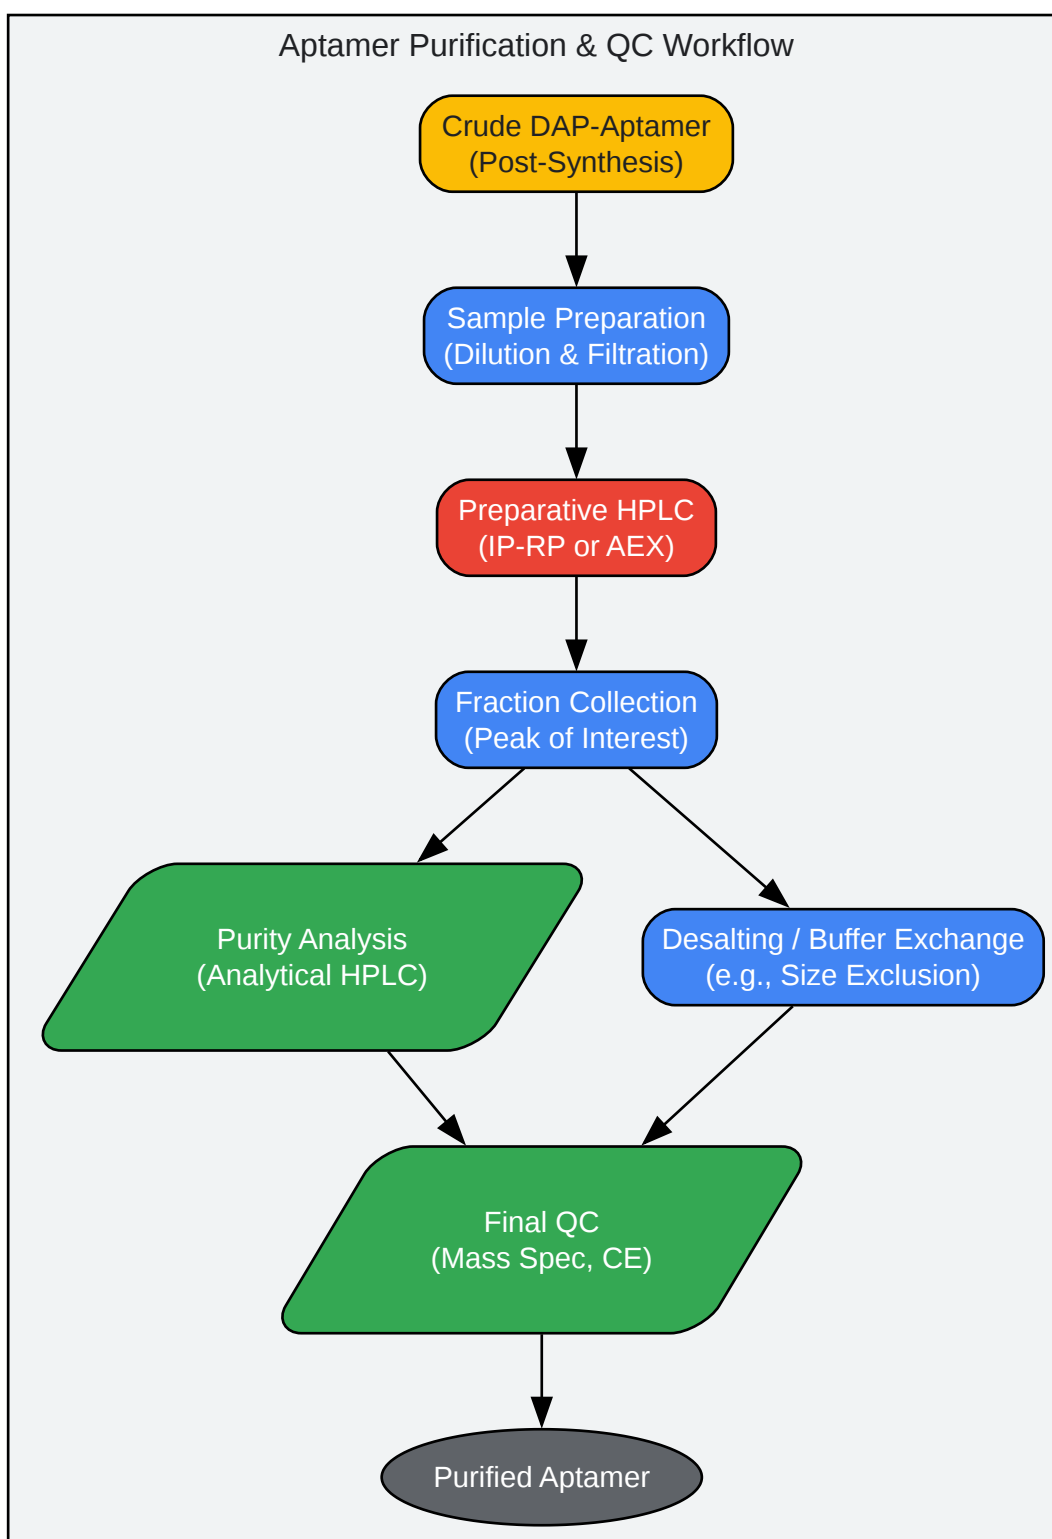 Aptamer Purification & QC Workflow
Crude DAP-Aptamer
(Post-Synthesis)
Sample Preparation
(Dilution & Filtration)
Preparative HPLC
(IP-RP or AEX)
Fraction Collection
(Peak of Interest)
Purity Analysis
(Analytical HPLC)
Desalting / Buffer Exchange
(e.g., Size Exclusion)
Final QC
(Mass Spec, CE)
Purified Aptamer